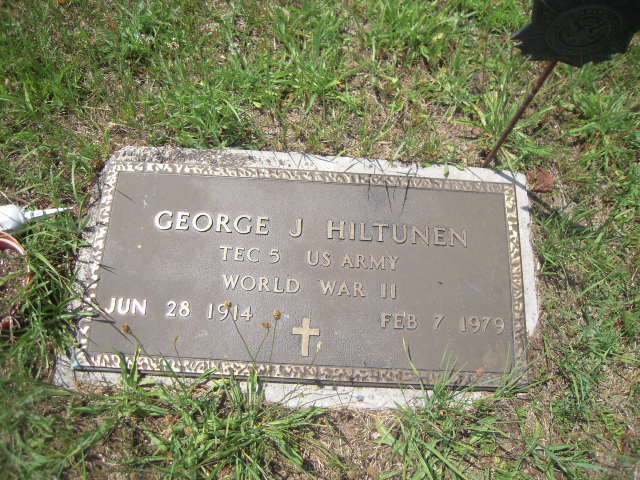 GEORGE J HILTUNEN
TEC 5 US ARMY
WORLD WAR II
JUN 28 1914 FEB 7 1979